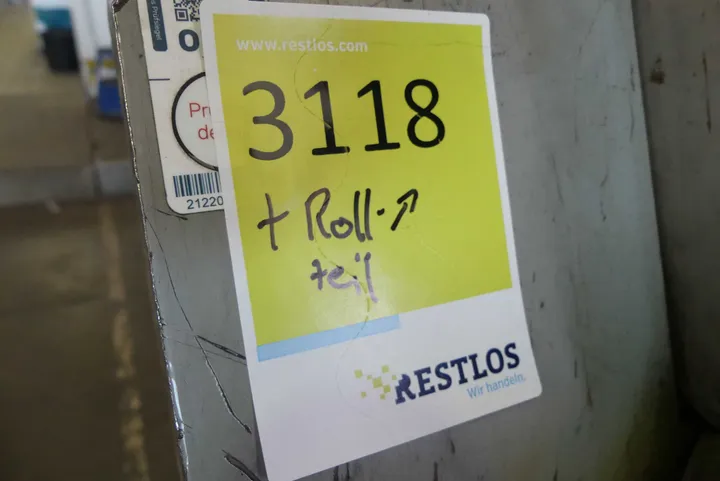 www.restlos.com
3118
+ Roll- ↗
teil
RESTLOS
Wir handeln.
21220